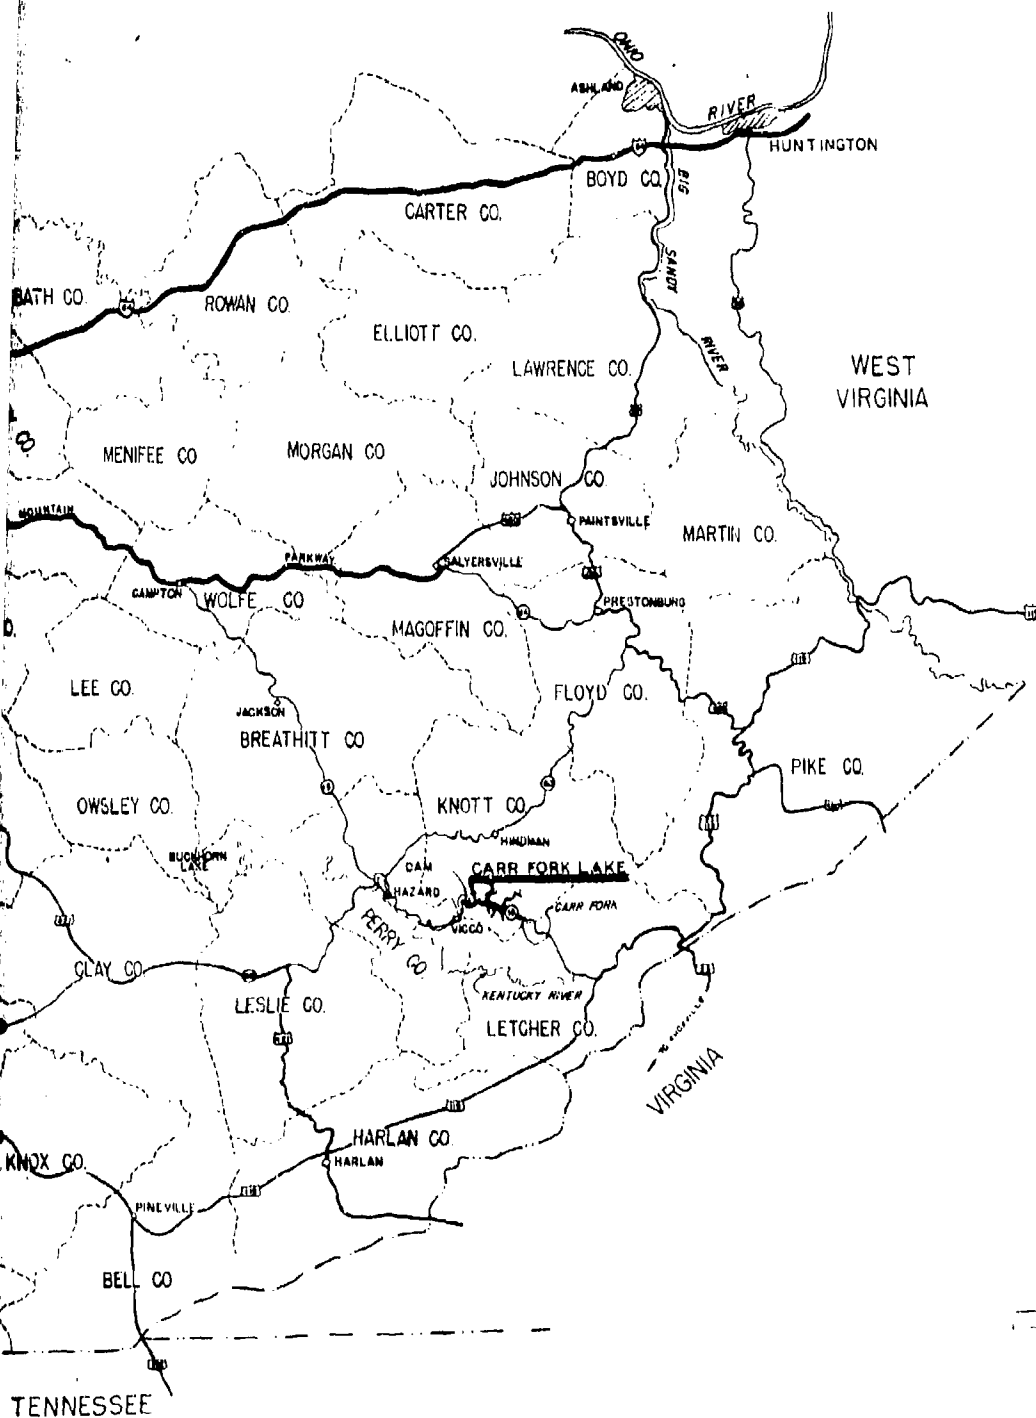 OHIO
ASHLAND
RIVER
HUNTINGTON
BOYD CO.
BIG
CARTER CO.
SANDY
BATH CO.
64
ROWAN CO.
ELLIOTT CO.
RIVER
LAWRENCE CO.
WEST
VIRGINIA
CO
MENIFEE CO
MORGAN CO
JOHNSON CO.
MOUNTAIN
PAINTSVILLE
MARTIN CO.
PARKWAY
SALYERSVILLE
CAMPTON
WOLFE CO
PRESTONBURG
MAGOFFIN CO.
LEE CO.
FLOYD CO.
JACKSON
BREATHITT CO
PIKE CO.
OWSLEY CO.
15
KNOTT CO.
HINDMAN
BUCKHORN
LAKE
DAM
CARR FORK LAKE
HAZARD
CARR FORK
PERRY CO
VICCO
CLAY CO.
LESLIE CO.
KENTUCKY RIVER
LETCHER CO.
VIRGINIA
HARLAN CO.
KNOX CO.
HARLAN
PINEVILLE
BELL CO
TENNESSEE